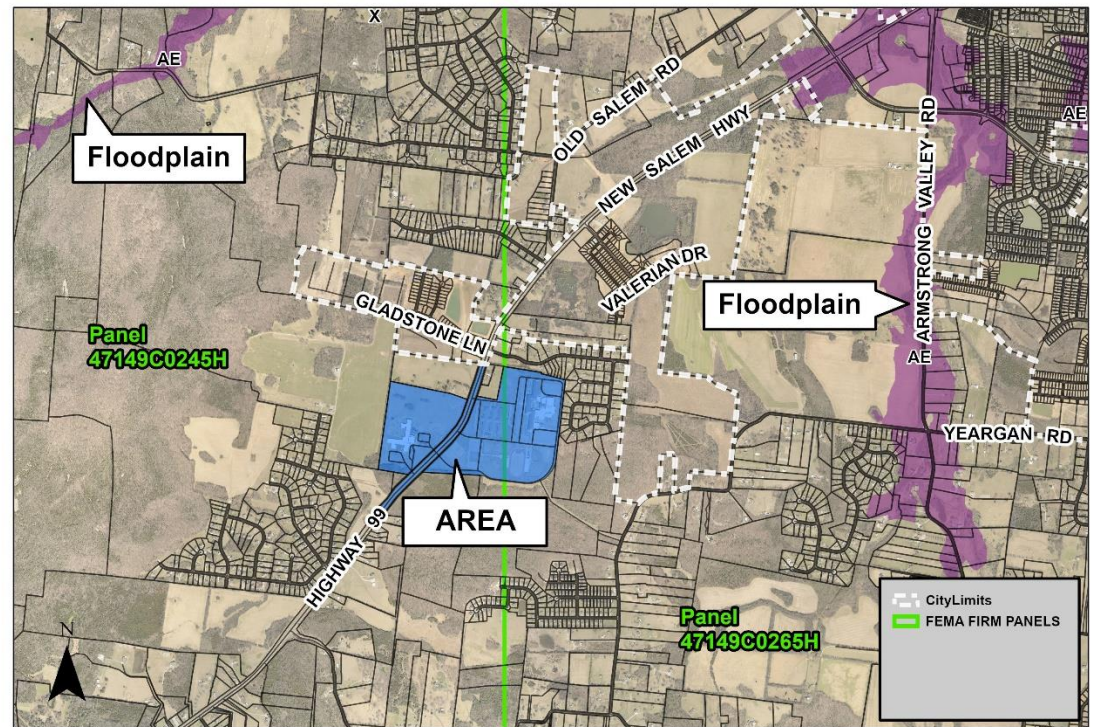 X
AE
Floodplain
OLD SALEM RD
NEW SALEM HWY
ARMSTRONG VALLEY RD
AE
VALERIAN DR
Floodplain
GLADSTONE LN
Panel
47149C0245H
AE
YEARGAN RD
AREA
HIGHWAY 99
Panel
47149C0265H
CityLimits
FEMA FIRM PANELS
N